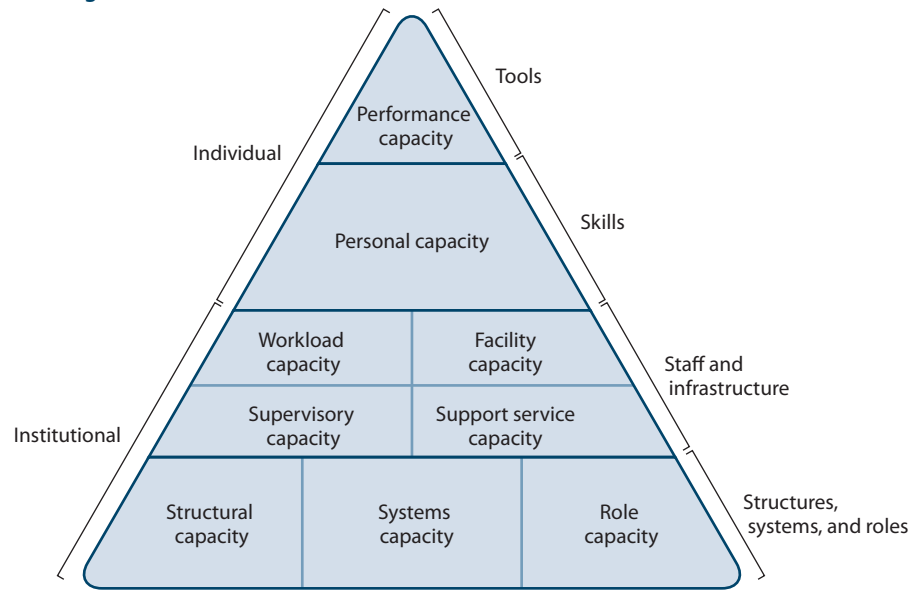 Tools
Performance
capacity
Individual
Skills
Personal capacity
Workload
capacity
Facility
capacity
Staff and
infrastructure
Supervisory
capacity
Support service
capacity
Institutional
Structural
capacity
Systems
capacity
Role
capacity
Structures,
systems, and roles